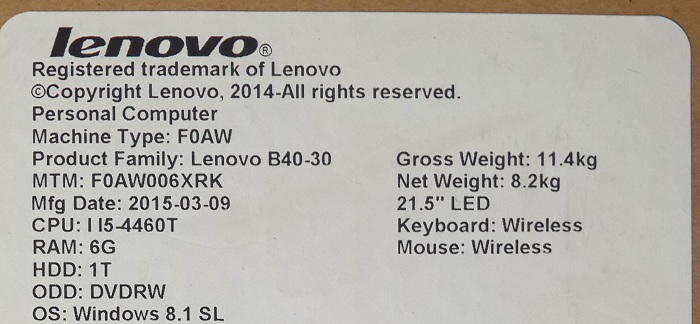 lenovo®
Registered trademark of Lenovo
©Copyright Lenovo, 2014-All rights reserved.
Personal Computer
Machine Type: F0AW
Product Family: Lenovo B40-30
MTM: F0AW006XRK
Mfg Date: 2015-03-09
CPU: I I5-4460T
RAM: 6G
HDD: 1T
ODD: DVDRW
OS: Windows 8.1 SL
Gross Weight: 11.4kg
Net Weight: 8.2kg
21.5" LED
Keyboard: Wireless
Mouse: Wireless